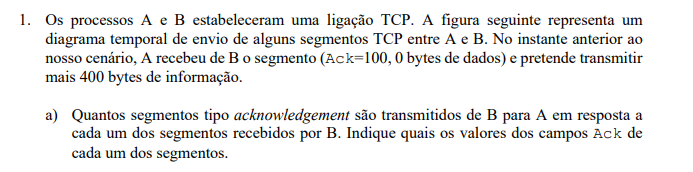 1. Os processos A e B estabeleceram uma ligação TCP. A figura seguinte representa um
diagrama temporal de envio de alguns segmentos TCP entre A e B. No instante anterior ao
nosso cenário, A recebeu de B o segmento (Ack=100, 0 bytes de dados) e pretende transmitir
mais 400 bytes de informação.
a) Quantos segmentos tipo acknowledgement são transmitidos de B para A em resposta a
cada um dos segmentos recebidos por B. Indique quais os valores dos campos Ack de
cada um dos segmentos.